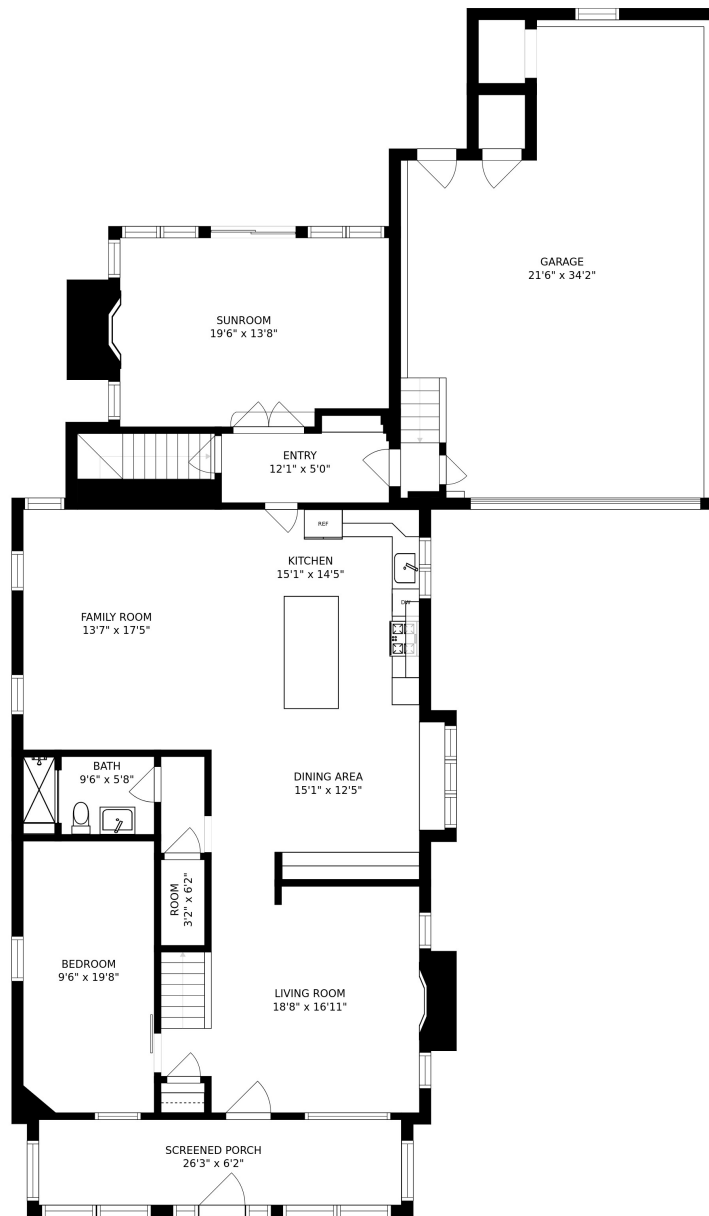 GARAGE
21'6" x 34'2"
SUNROOM
19'6" x 13'8"
ENTRY
12'1" x 5'0"
REF
KITCHEN
15'1" x 14'5"
DW
FAMILY ROOM
13'7" x 17'5"
BATH
9'6" x 5'8"
DINING AREA
15'1" x 12'5"
ROOM
3'2" x 6'2"
BEDROOM
9'6" x 19'8"
LIVING ROOM
18'8" x 16'11"
SCREENED PORCH
26'3" x 6'2"